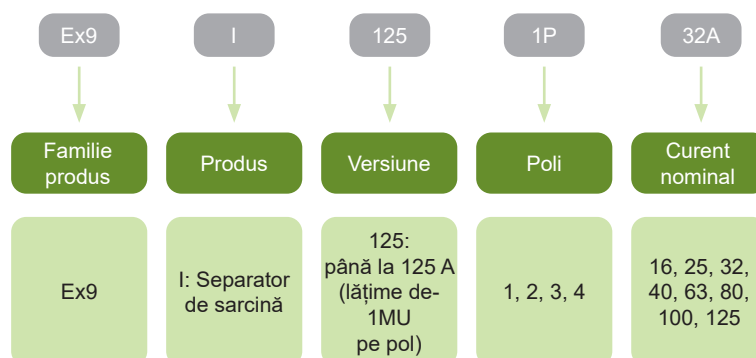 Ex9
I
125
1P
32A
Familie
produs
Produs
Versiune
Poli
Curent
nominal
Ex9
I: Separator
de sarcină
125:
până la 125 A
(lățime de-
1MU
pe pol)
1, 2, 3, 4
16, 25, 32,
40, 63, 80,
100, 125